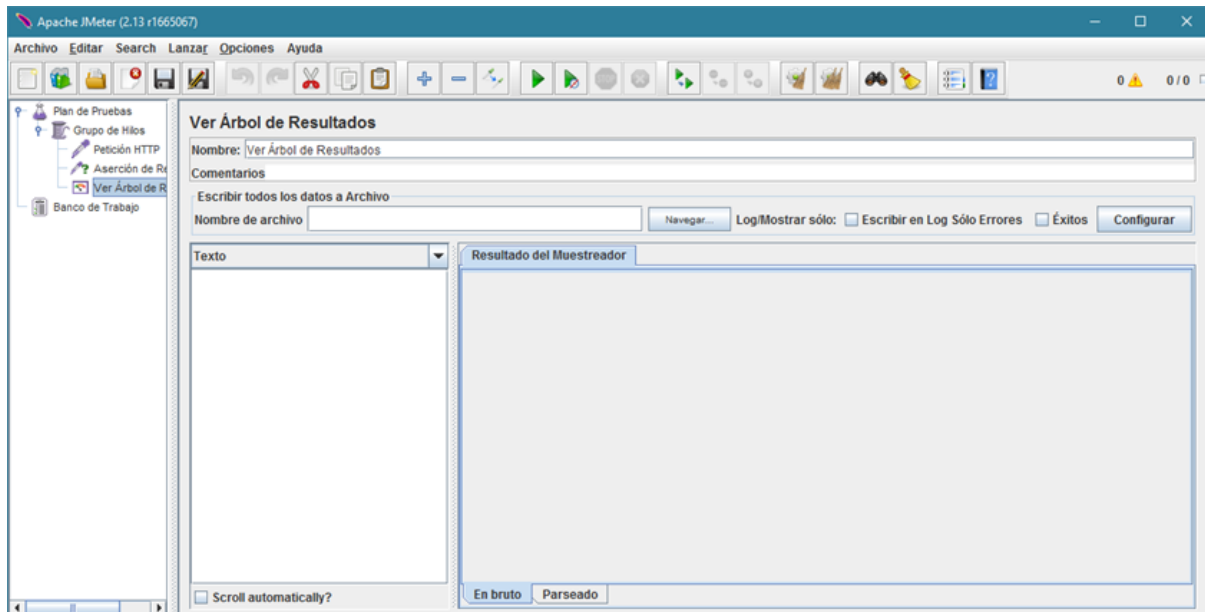 Apache JMeter (2.13 r1665067)
Archivo Editar Search Lanzar Opciones Ayuda
0 0 / 0
Plan de Pruebas
Grupo de Hilos
Petición HTTP
Aserción de Re
Ver Árbol de R
Banco de Trabajo
Ver Árbol de Resultados
Nombre: Ver Árbol de Resultados
Comentarios
Escribir todos los datos a Archivo
Nombre de archivo Navegar... Log/Mostrar sólo: Escribir en Log Sólo Errores Éxitos Configurar
Texto
Resultado del Muestreador
Scroll automatically?
En bruto Parseado